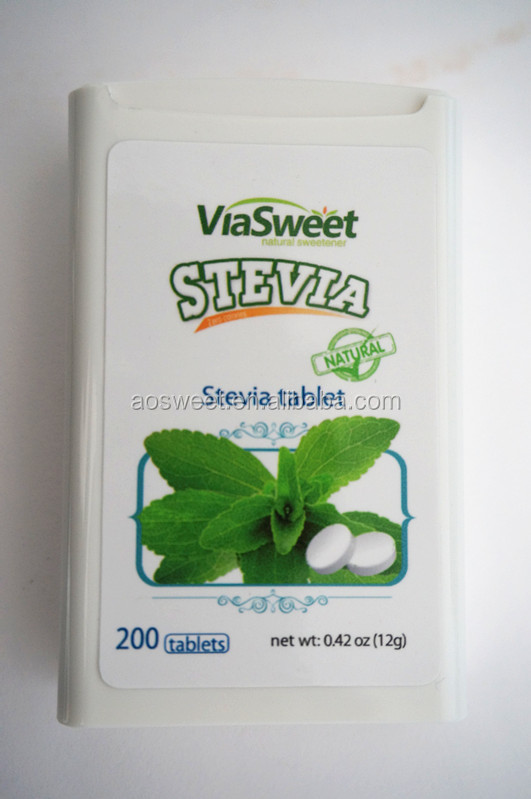 ViaSweet
natural sweetener
STEVIA
NATURAL
Stevia tablet
aosweet.en.alibaba.com
200 tablets
net wt: 0.42 oz (12g)